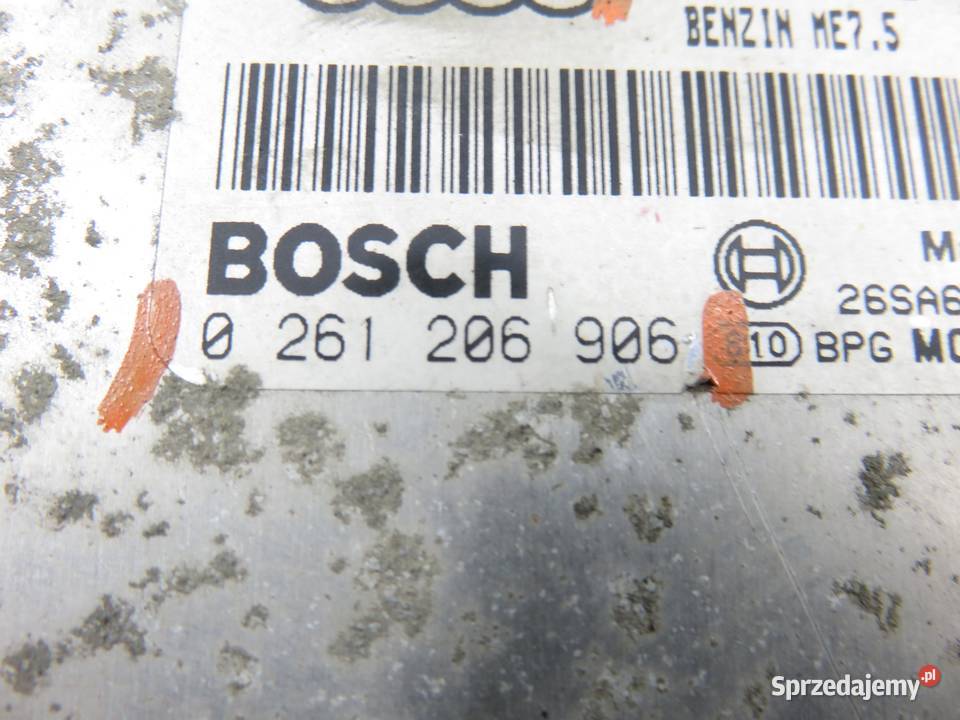 BENZIN ME7.5
BOSCH
0 261 206 906
26SA6
10 BPG
Sprzedajemy.pl